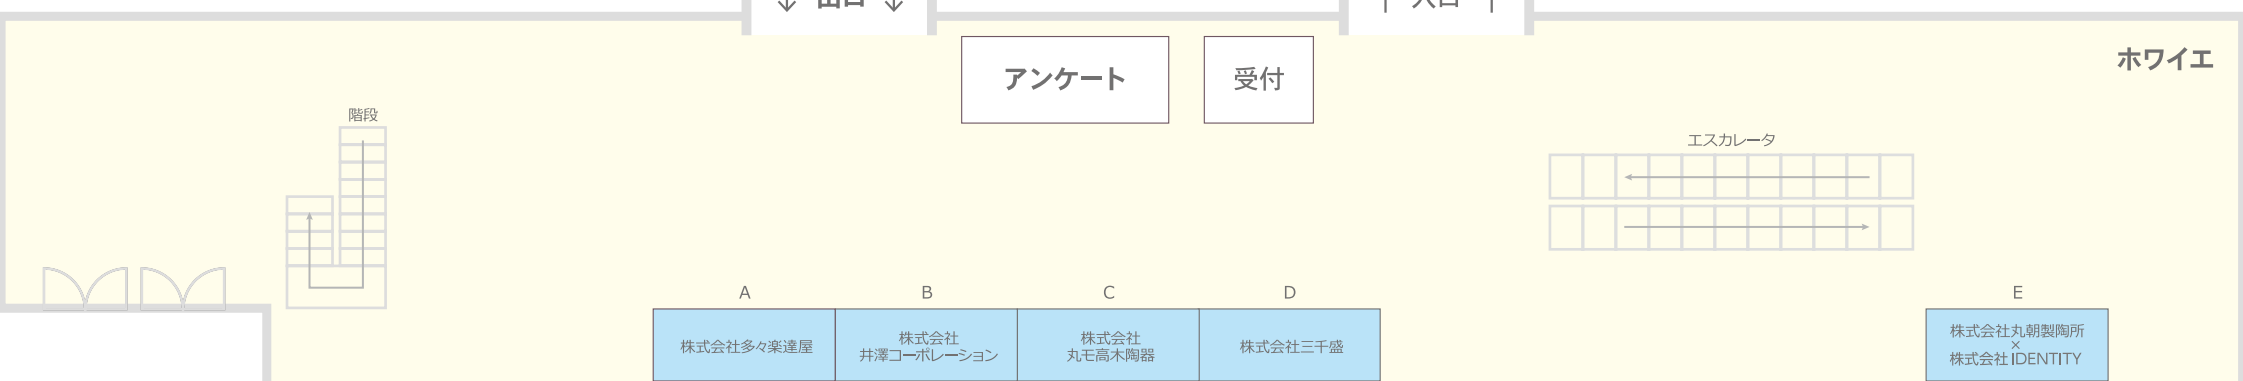 出口
入口
アンケート
受付
ホワイエ
階段
エスカレータ
A
B
C
D
E
株式会社多々楽達屋
株式会社
井澤コーポレーション
株式会社
丸モ高木陶器
株式会社三千盛
株式会社丸朝製陶所
×
株式会社IDENTITY